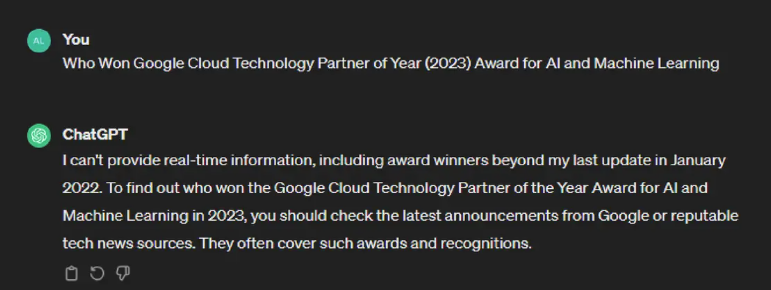 AL
You
Who Won Google Cloud Technology Partner of Year (2023) Award for AI and Machine Learning
ChatGPT
I can't provide real-time information, including award winners beyond my last update in January
2022. To find out who won the Google Cloud Technology Partner of the Year Award for AI and
Machine Learning in 2023, you should check the latest announcements from Google or reputable
tech news sources. They often cover such awards and recognitions.